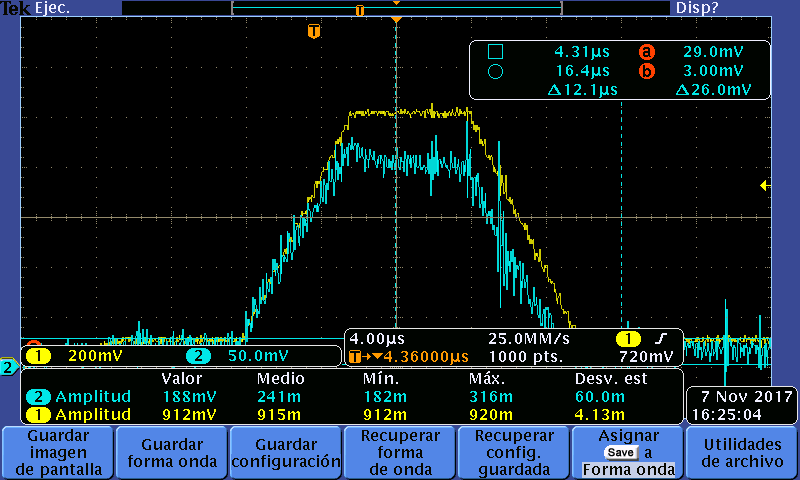 Tek Ejec. Disp?
T
T
4.31µs a 29.0mV
16.4µs b 3.00mV
Δ12.1µs Δ26.0mV
1 200mV 2 50.0mV
4.00µs 25.0MM/s 1
T→▼4.36000µs 1000 pts. 720mV
2
Valor Medio Mín. Máx. Desv. est
2 Amplitud 188mV 241m 182m 316m 60.0m
1 Amplitud 912mV 915m 912m 920m 4.13m
7 Nov 2017
16:25:04
Guardar
imagen
de pantalla
Guardar
forma onda
Guardar
configuración
Recuperar
forma
de onda
Recuperar
config.
guardada
Asignar
Save a
Forma onda
Utilidades
de archivo